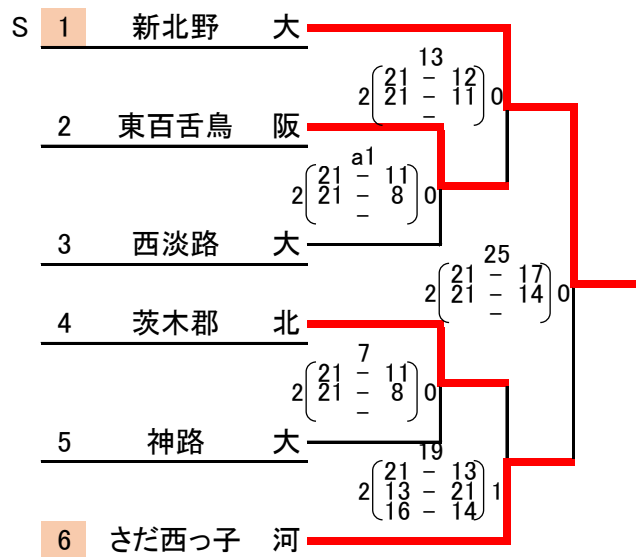 S 1 新北野 大
13
2 21 － 12 0
21 － 11
－
2 東百舌鳥 阪
a1
2 21 － 11 0
21 － 8
－
3 西淡路 大
25
2 21 － 17 0
21 － 14
－
4 茨木郡 北
7
2 21 － 11 0
21 － 8
－
5 神路 大
19
2 21 － 13 1
13 － 21
16 － 14
6 さだ西っ子 河